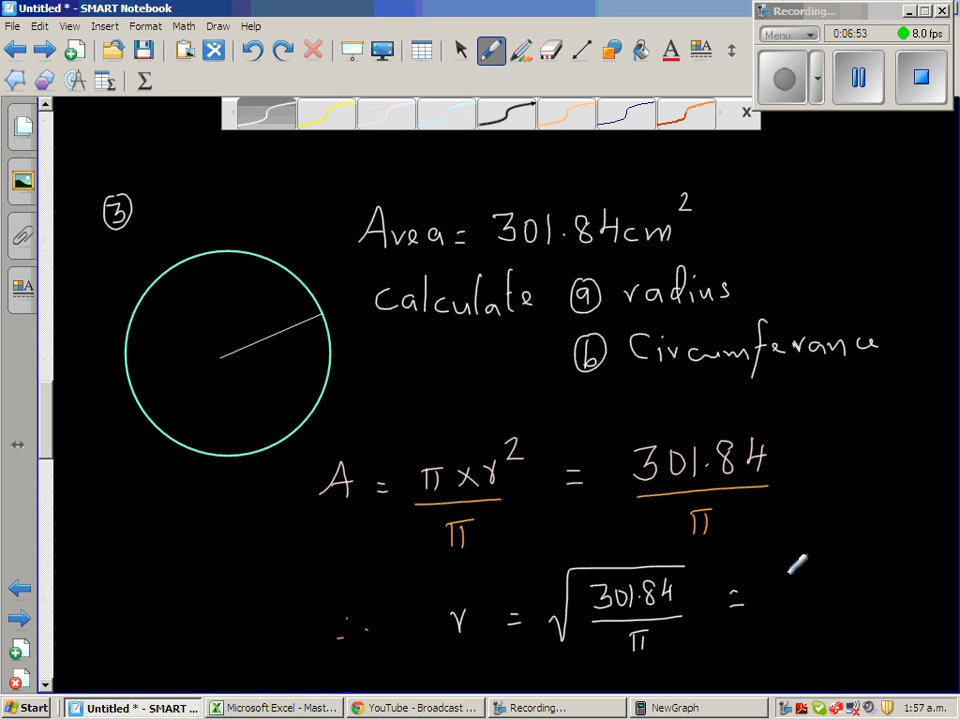 Untitled * - SMART Notebook
Recording...
File Edit View Insert Format Math Draw Help
Menu 0:06:53 8.0 fps
③
Area = 301.84cm²
Calculate ⓐ radius
ⓑ Circumferance
A = π × r² = 301.84
π π
∴ r = √301.84 =
π
Start Untitled * - SMART ... Microsoft Excel - Mast... YouTube - Broadcast ... Recording... NewGraph 1:57 a.m.